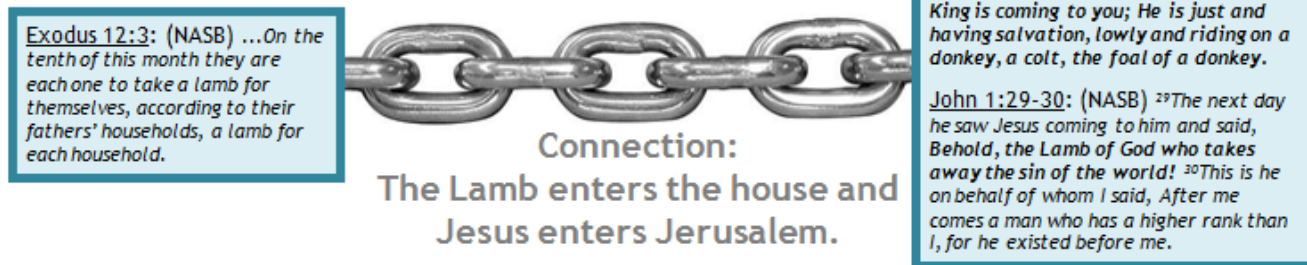 Exodus 12:3: (NASB) ...On the
tenth of this month they are
each one to take a lamb for
themselves, according to their
fathers' households, a lamb for
each household.
Connection:
The Lamb enters the house and
Jesus enters Jerusalem.
King is coming to you; He is just and
having salvation, lowly and riding on a
donkey, a colt, the foal of a donkey.
John 1:29-30: (NASB) ²⁹The next day
he saw Jesus coming to him and said,
Behold, the Lamb of God who takes
away the sin of the world! ³⁰This is he
on behalf of whom I said, After me
comes a man who has a higher rank than
I, for he existed before me.